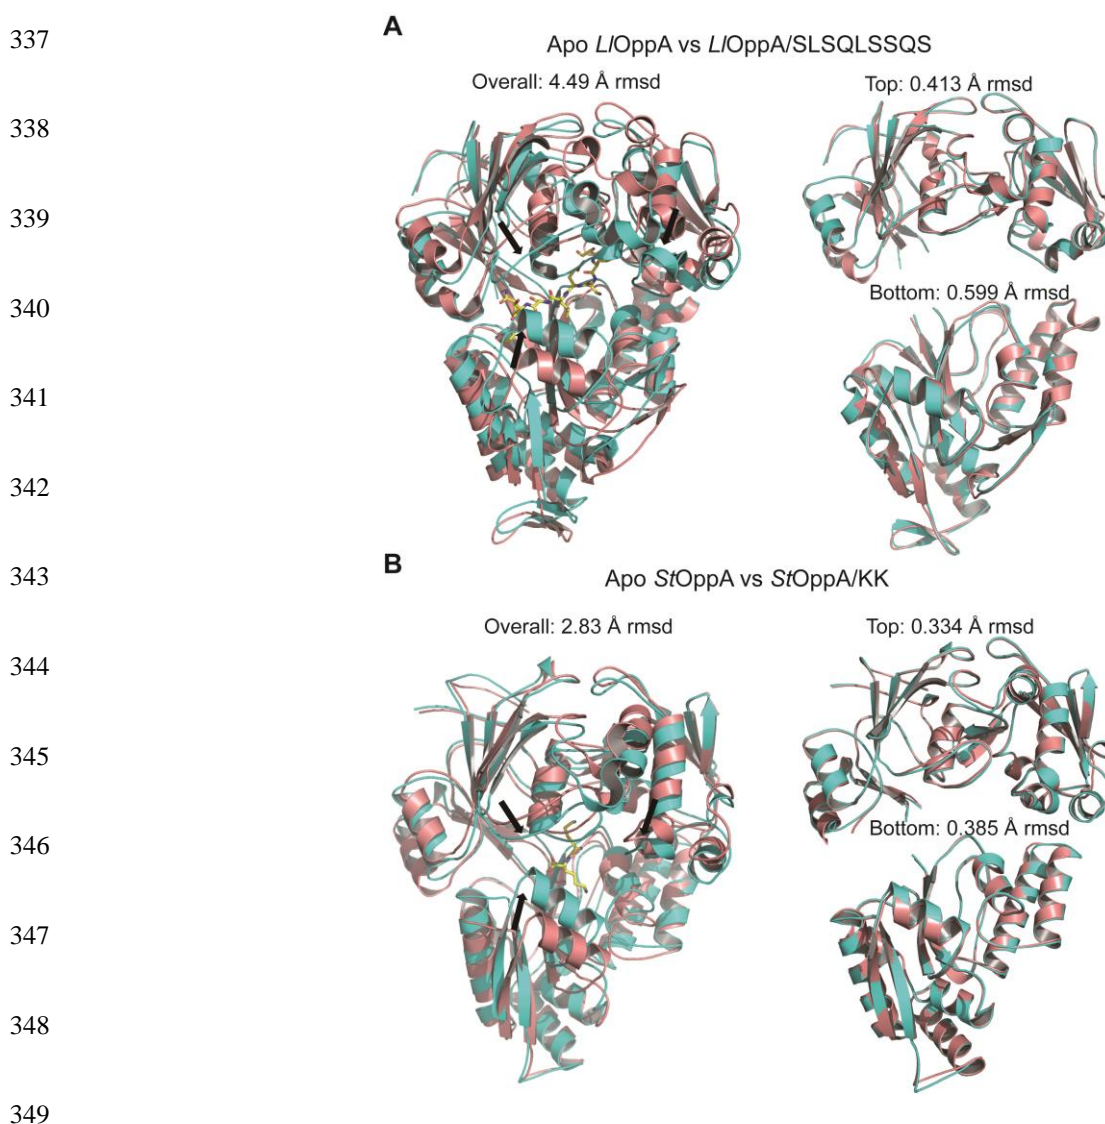 337
A
Apo LlOppA vs LlOppA/SLSQLSSQS
Overall: 4.49 Å rmsd
Top: 0.413 Å rmsd
338
339
Bottom: 0.599 Å rmsd
340
341
342
B
343
Apo StOppA vs StOppA/KK
Overall: 2.83 Å rmsd
Top: 0.334 Å rmsd
344
345
Bottom: 0.385 Å rmsd
346
347
348
349